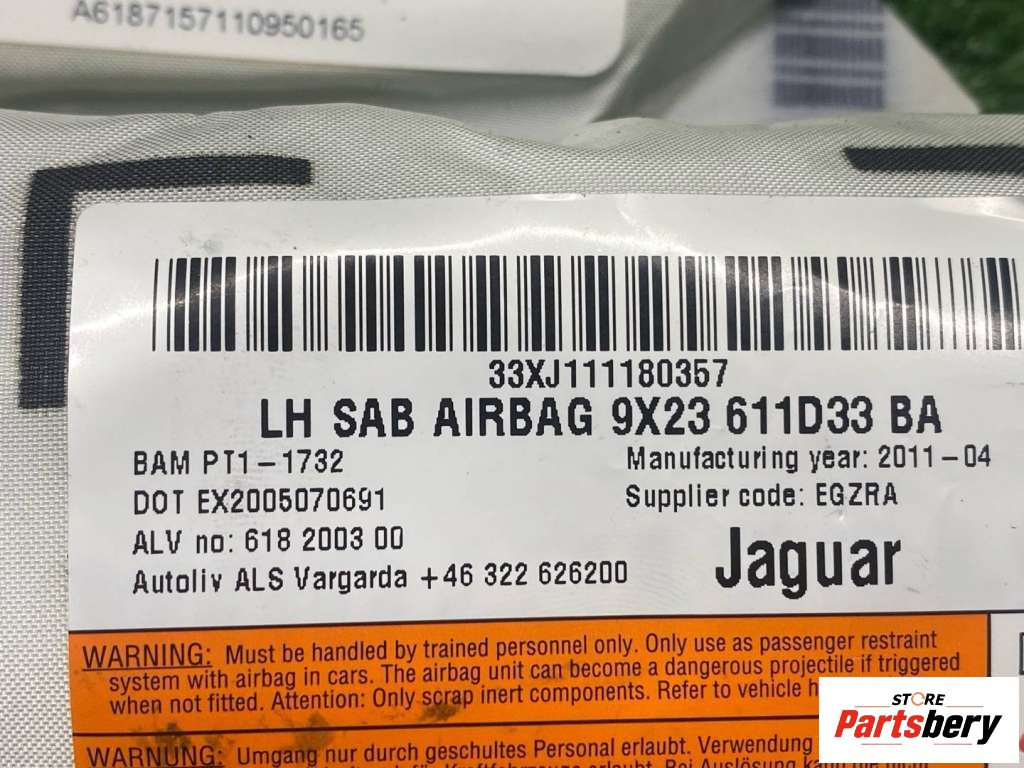 A6187157110950165
33XJ111180357
LH SAB AIRBAG 9X23 611D33 BA
BAM PT1-1732
Manufacturing year: 2011-04
DOT EX2005070691
Supplier code: EGZRA
ALV no: 618 2003 00
Jaguar
Autoliv ALS Vargarda +46 322 626200
WARNING: Must be handled by trained personnel only. Only use as passenger restraint
system with airbag in cars. The airbag unit can become a dangerous projectile if triggered
when not fitted. Attention: Only scrap inert components. Refer to vehicle
WARNUNG: Umgang nur durch geschultes Personal erlaubt. Verwendung
STORE
Partsbery